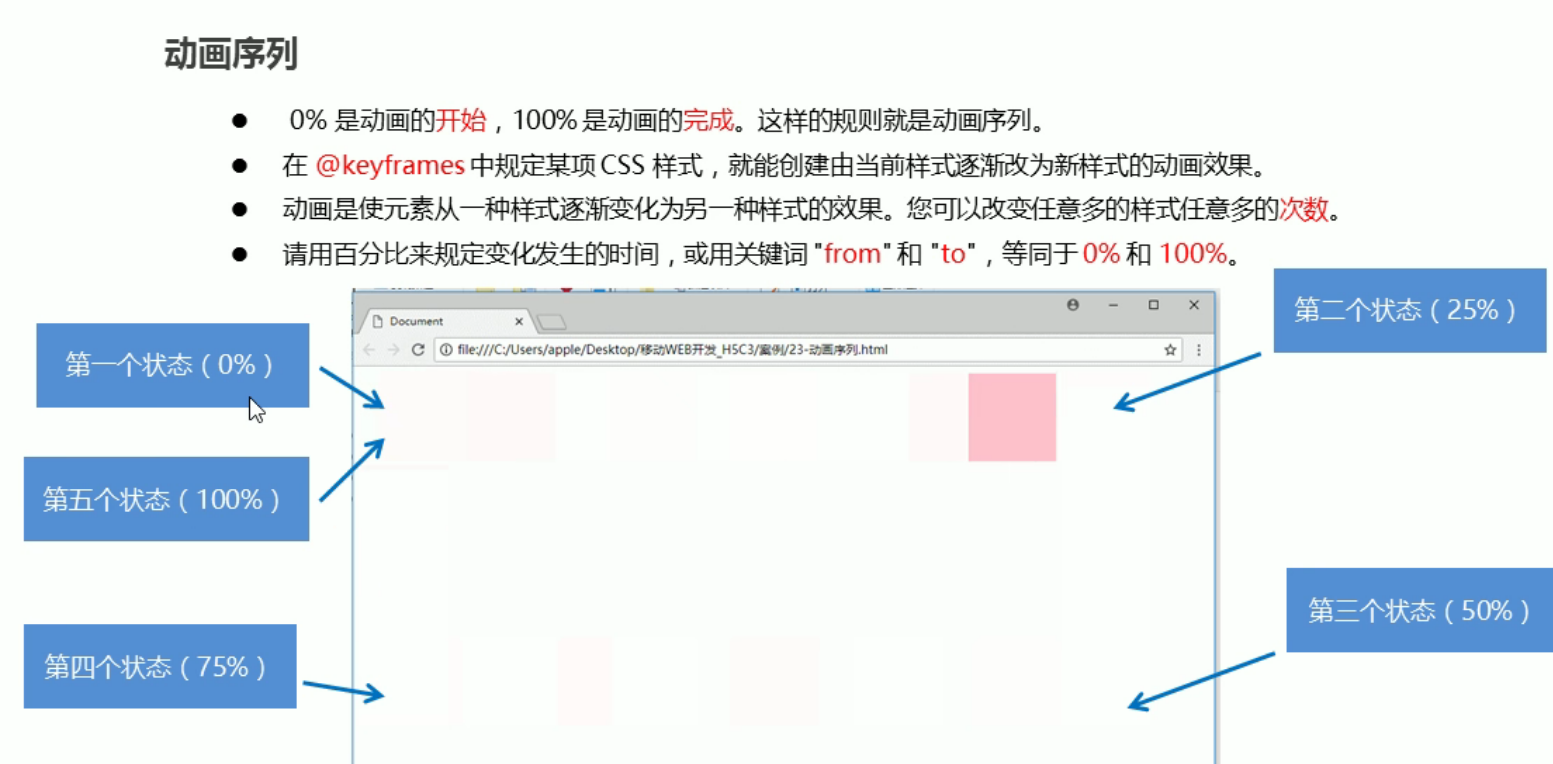 动画序列
● 0% 是动画的开始，100%是动画的完成。这样的规则就是动画序列。
● 在 @keyframes 中规定某项 CSS 样式，就能创建由当前样式逐渐改为新样式的动画效果。
● 动画是使元素从一种样式逐渐变化为另一种样式的效果。您可以改变任意多的样式任意多的次数。
● 请用百分比来规定变化发生的时间，或用关键词 "from" 和 "to"，等同于 0% 和 100%。
第二个状态（25%）
Document
第一个状态（0%）
file:///C:/Users/apple/Desktop/移动WEB开发_H5C3/案例/23-动画序列.html
第五个状态（100%）
第三个状态（50%）
第四个状态（75%）